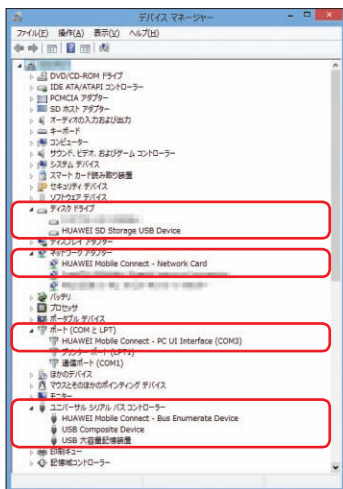 デバイス マネージャー
ファイル(F) 操作(A) 表示(V) ヘルプ(H)
DVD/CD-ROM ドライブ
IDE ATA/ATAPI コントローラー
PCMCIA アダプター
SD ホスト アダプター
オーディオの入力および出力
キーボード
コンピューター
サウンド、ビデオ、およびゲーム コントローラー
システム デバイス
スマート カード読み取り装置
セキュリティ デバイス
ソフトウェア デバイス
ディスク ドライブ
HUAWEI SD Storage USB Device
ディスプレイ アダプター
ネットワーク アダプター
HUAWEI Mobile Connect - Network Card
バッテリ
プロセッサ
ポータブル デバイス
ポート (COM と LPT)
HUAWEI Mobile Connect - PC UI Interface (COM3)
プリンター ポート (LPT1)
通信ポート (COM1)
ほかのデバイス
マウスとそのほかのポインティング デバイス
モニター
ユニバーサル シリアル バス コントローラー
HUAWEI Mobile Connect - Bus Enumerate Device
USB Composite Device
USB 大容量記憶装置
印刷キュー
記憶域コントローラー